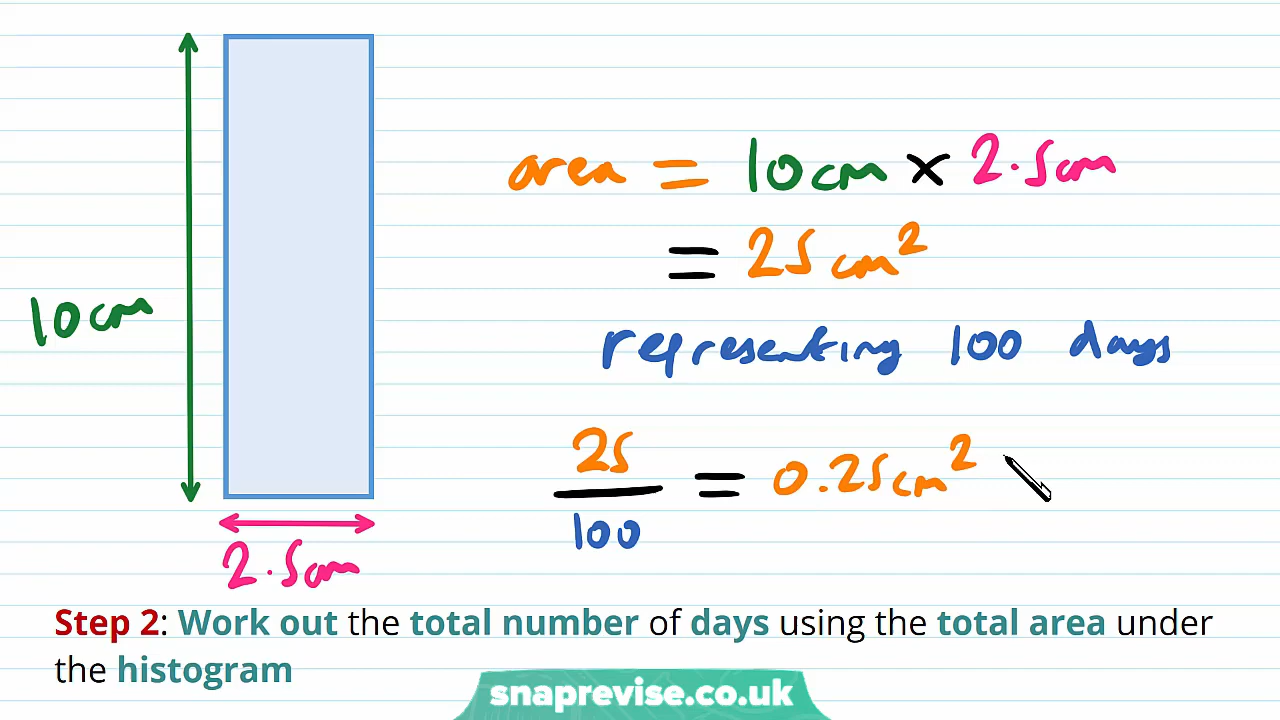 area = 10cm × 2.5cm
= 25cm²
10cm
representing 100 days
25
100
= 0.25cm²
2.5cm
Step 2: Work out the total number of days using the total area under
the histogram
snaprevise.co.uk